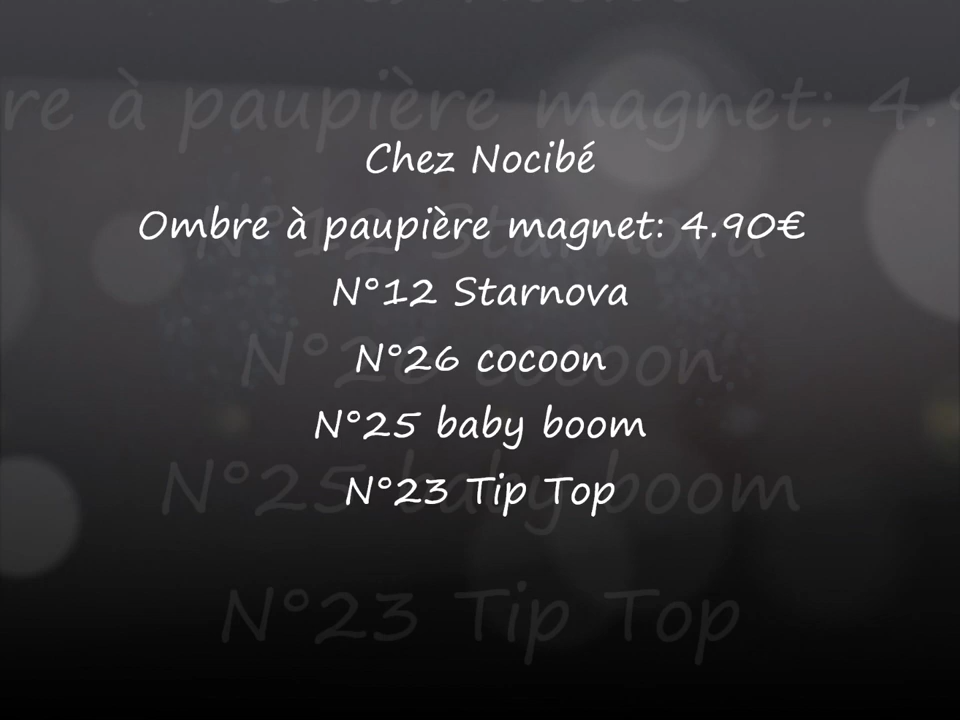 Chez Nocibé
Ombre à paupière magnet: 4.90€
N°12 Starnova
N°26 cocoon
N°25 baby boom
N°23 Tip Top